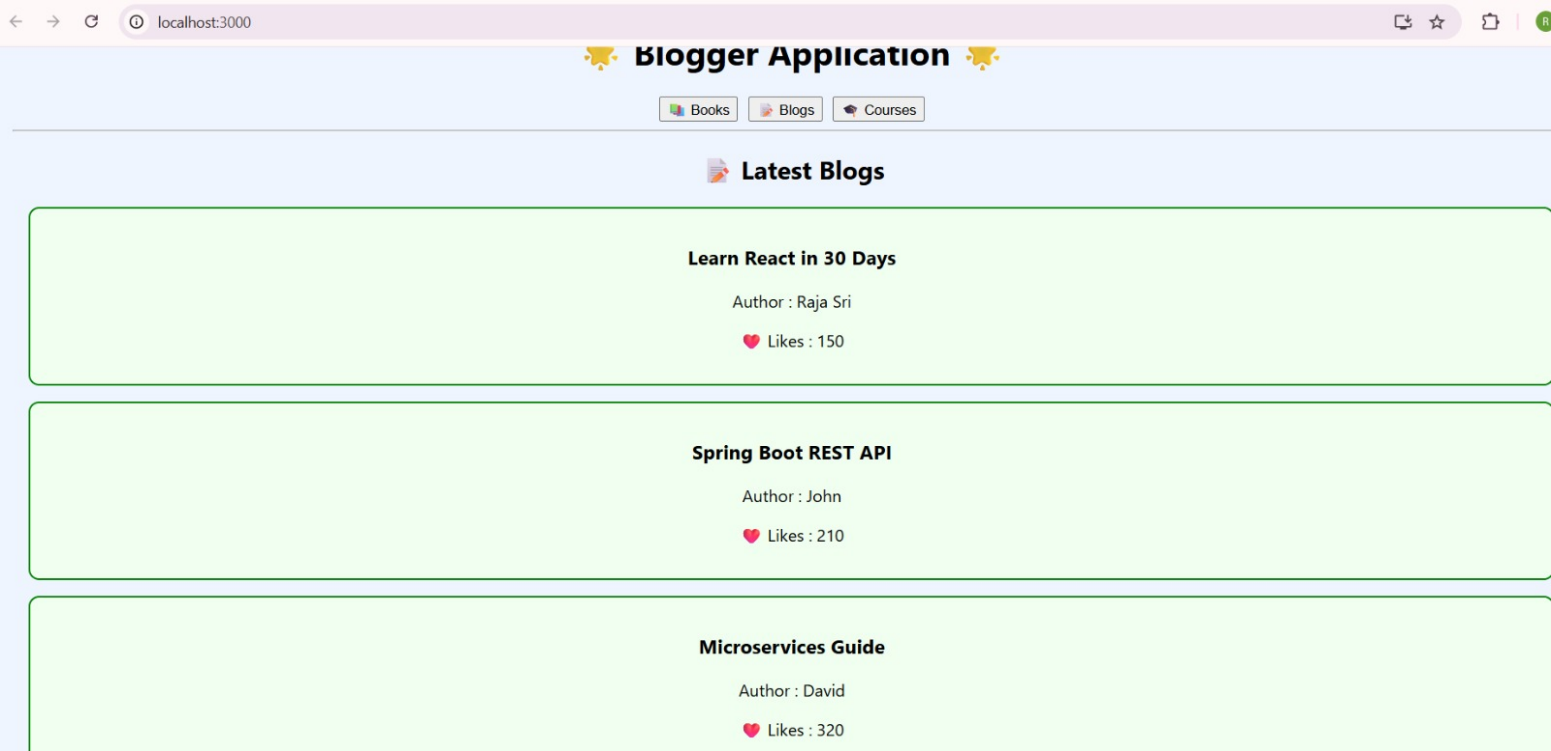 localhost:3000
R
Blogger Application
Books Blogs Courses
Latest Blogs
Learn React in 30 Days
Author : Raja Sri
Likes : 150
Spring Boot REST API
Author : John
Likes : 210
Microservices Guide
Author : David
Likes : 320